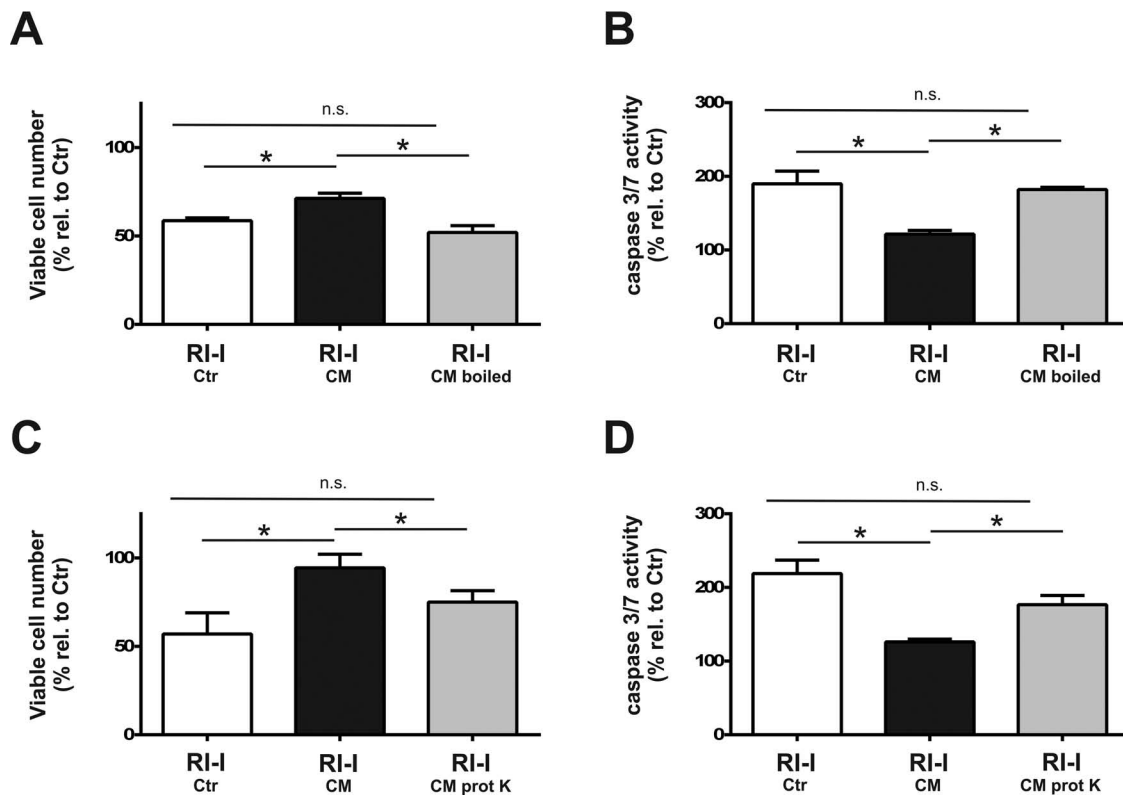 A
Viable cell number
(% rel. to Ctr)
100
50
0
n.s.
*
*
RI-I
Ctr
RI-I
CM
RI-I
CM boiled
B
caspase 3/7 activity
(% rel. to Ctr)
300
200
100
0
n.s.
*
*
RI-I
Ctr
RI-I
CM
RI-I
CM boiled
C
Viable cell number
(% rel. to Ctr)
100
50
0
n.s.
*
*
RI-I
Ctr
RI-I
CM
RI-I
CM prot K
D
caspase 3/7 activity
(% rel. to Ctr)
300
200
100
0
n.s.
*
*
RI-I
Ctr
RI-I
CM
RI-I
CM prot K